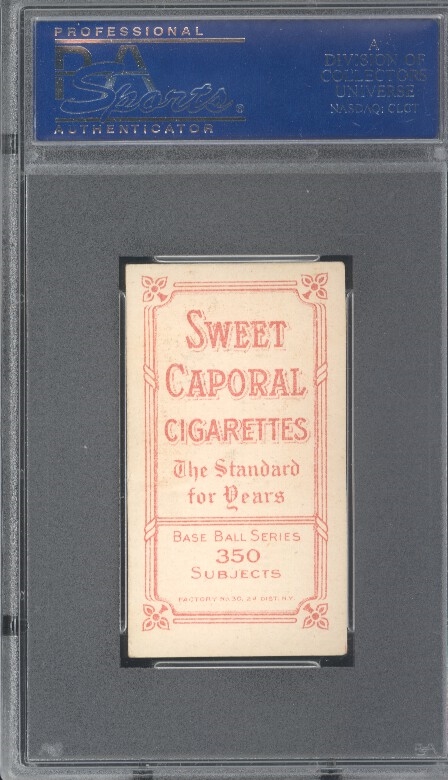 PROFESSIONAL
PSA
Sports
AUTHENTICATOR
A
DIVISION OF
COLLECTORS
UNIVERSE
NASDAQ: CLCT
SWEET
CAPORAL
CIGARETTES
The Standard
for Years
BASE BALL SERIES
350
SUBJECTS
FACTORY NO. 30, 2d DIST. N.Y.
PSA